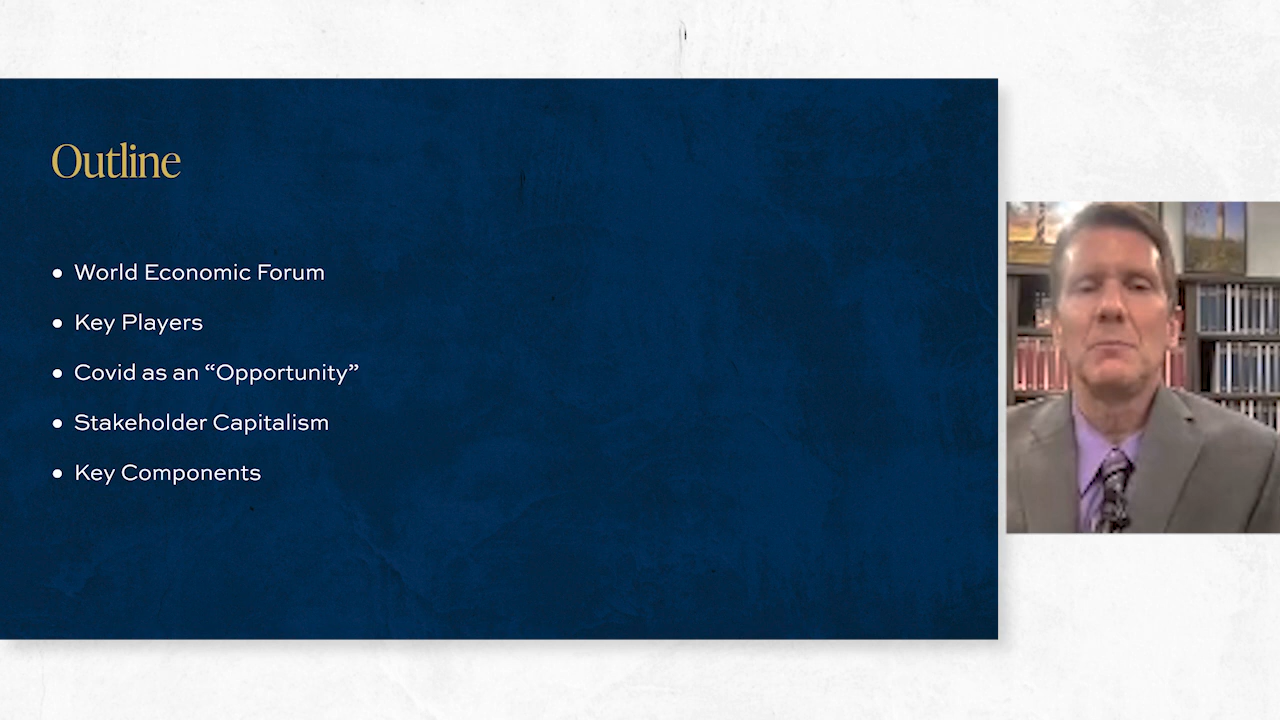 Outline
● World Economic Forum
● Key Players
● Covid as an “Opportunity”
● Stakeholder Capitalism
● Key Components